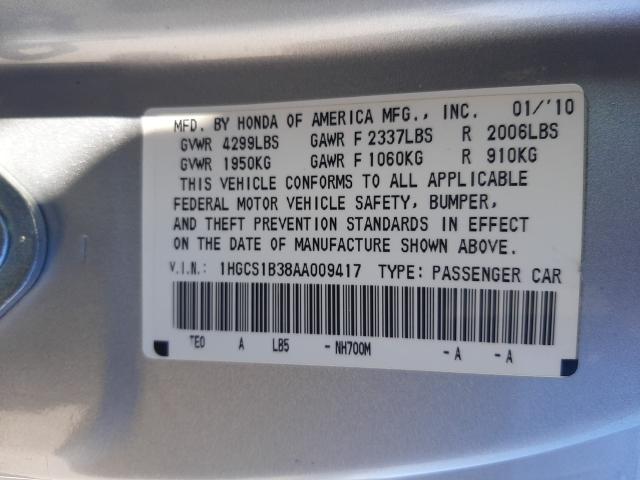 MFD. BY HONDA OF AMERICA MFG., INC. 01/'10
GVWR 4299LBS GAWR F 2337LBS R 2006LBS
GVWR 1950KG GAWR F 1060KG R 910KG
THIS VEHICLE CONFORMS TO ALL APPLICABLE
FEDERAL MOTOR VEHICLE SAFETY, BUMPER,
AND THEFT PREVENTION STANDARDS IN EFFECT
ON THE DATE OF MANUFACTURE SHOWN ABOVE.
V.I.N.: 1HGCS1B38AA009417 TYPE: PASSENGER CAR
TE0 A LB5 -NH700M -A -A